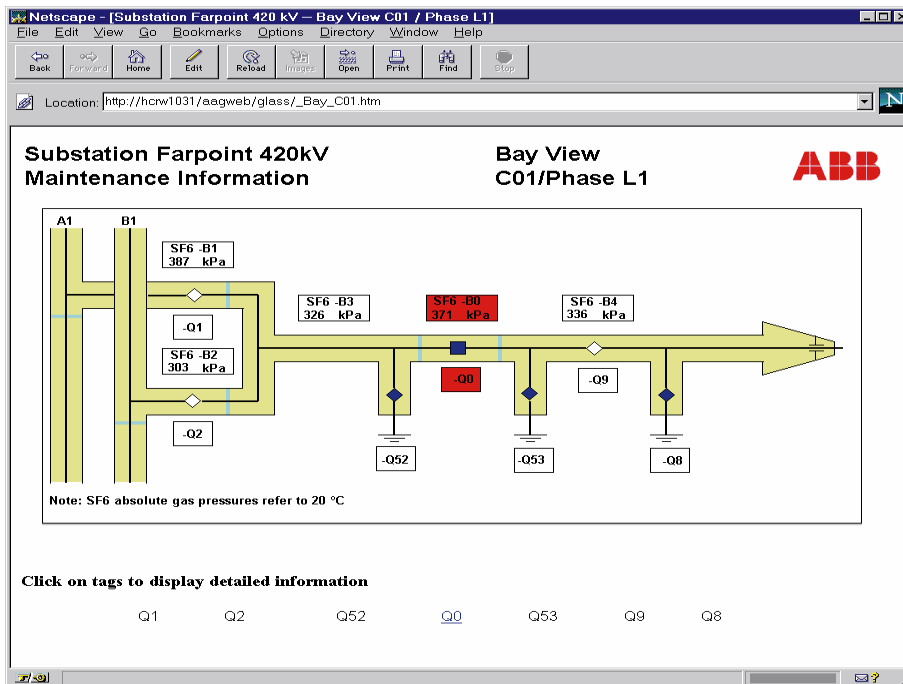 Netscape - [Substation Farpoint 420 kV – Bay View C01 / Phase L1]
File Edit View Go Bookmarks Options Directory Window Help
Back Forward Home Edit Reload Images Open Print Find Stop
Location: http://hcrw1031/aagweb/glass/_Bay_C01.htm
N
Substation Farpoint 420kV
Maintenance Information
Bay View
C01/Phase L1
ABB
A1 B1
SF6 -B1
387 kPa
-Q1
SF6 -B2
303 kPa
-Q2
SF6 -B3
326 kPa
SF6 -B0
371 kPa
SF6 -B4
336 kPa
-Q0
-Q9
-Q52
-Q53
-Q8
Note: SF6 absolute gas pressures refer to 20 °C
Click on tags to display detailed information
Q1 Q2 Q52 Q0 Q53 Q9 Q8